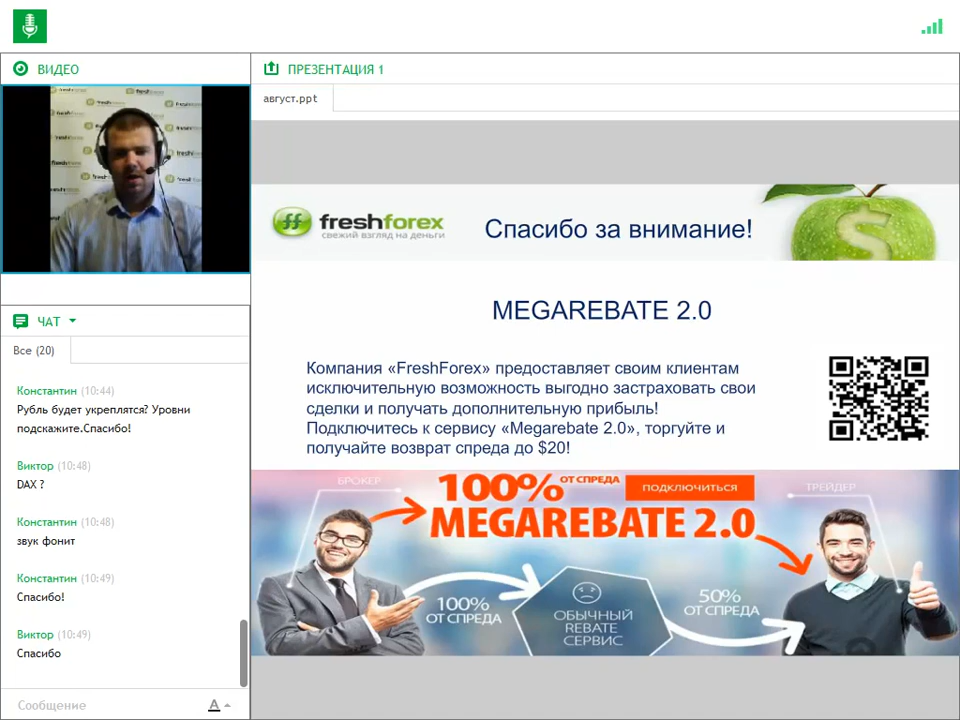 ВИДЕО
ПРЕЗЕНТАЦИЯ 1
август.ppt
freshforex
свежий взгляд на деньги
Спасибо за внимание!
MEGAREBATE 2.0
Компания «FreshForex» предоставляет своим клиентам
исключительную возможность выгодно застраховать свои
сделки и получать дополнительную прибыль!
Подключитесь к сервису «Megarebate 2.0», торгуйте и
получайте возврат спреда до $20!
БРОКЕР
100% ОТ СПРЕДА
ПОДКЛЮЧИТЬСЯ
ТРЕЙДЕР
MEGAREBATE 2.0
100%
ОТ СПРЕДА
ОБЫЧНЫЙ
REBATE
СЕРВИС
50%
ОТ СПРЕДА
ЧАТ
Все (20)
Константин (10:44)
Рубль будет укреплятся? Уровни
подскажите.Спасибо!
Виктор (10:48)
DAX ?
Константин (10:48)
звук фонит
Константин (10:49)
Спасибо!
Виктор (10:49)
Спасибо
Сообщение
A